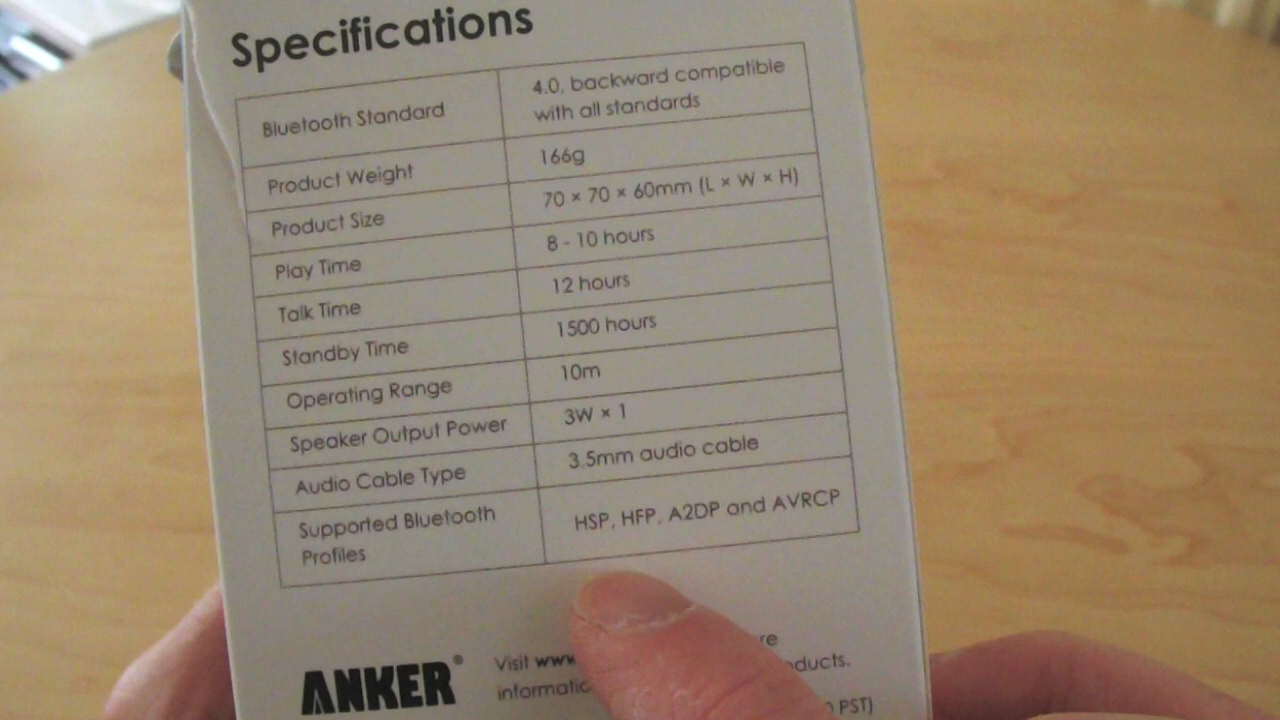 Specifications
Bluetooth Standard 4.0, backward compatible with all standards
Product Weight 166g
Product Size 70 × 70 × 60mm (L × W × H)
Play Time 8 - 10 hours
Talk Time 12 hours
Standby Time 1500 hours
Operating Range 10m
Speaker Output Power 3W × 1
Audio Cable Type 3.5mm audio cable
Supported Bluetooth Profiles HSP, HFP, A2DP and AVRCP
ANKER®
Visit
PST)